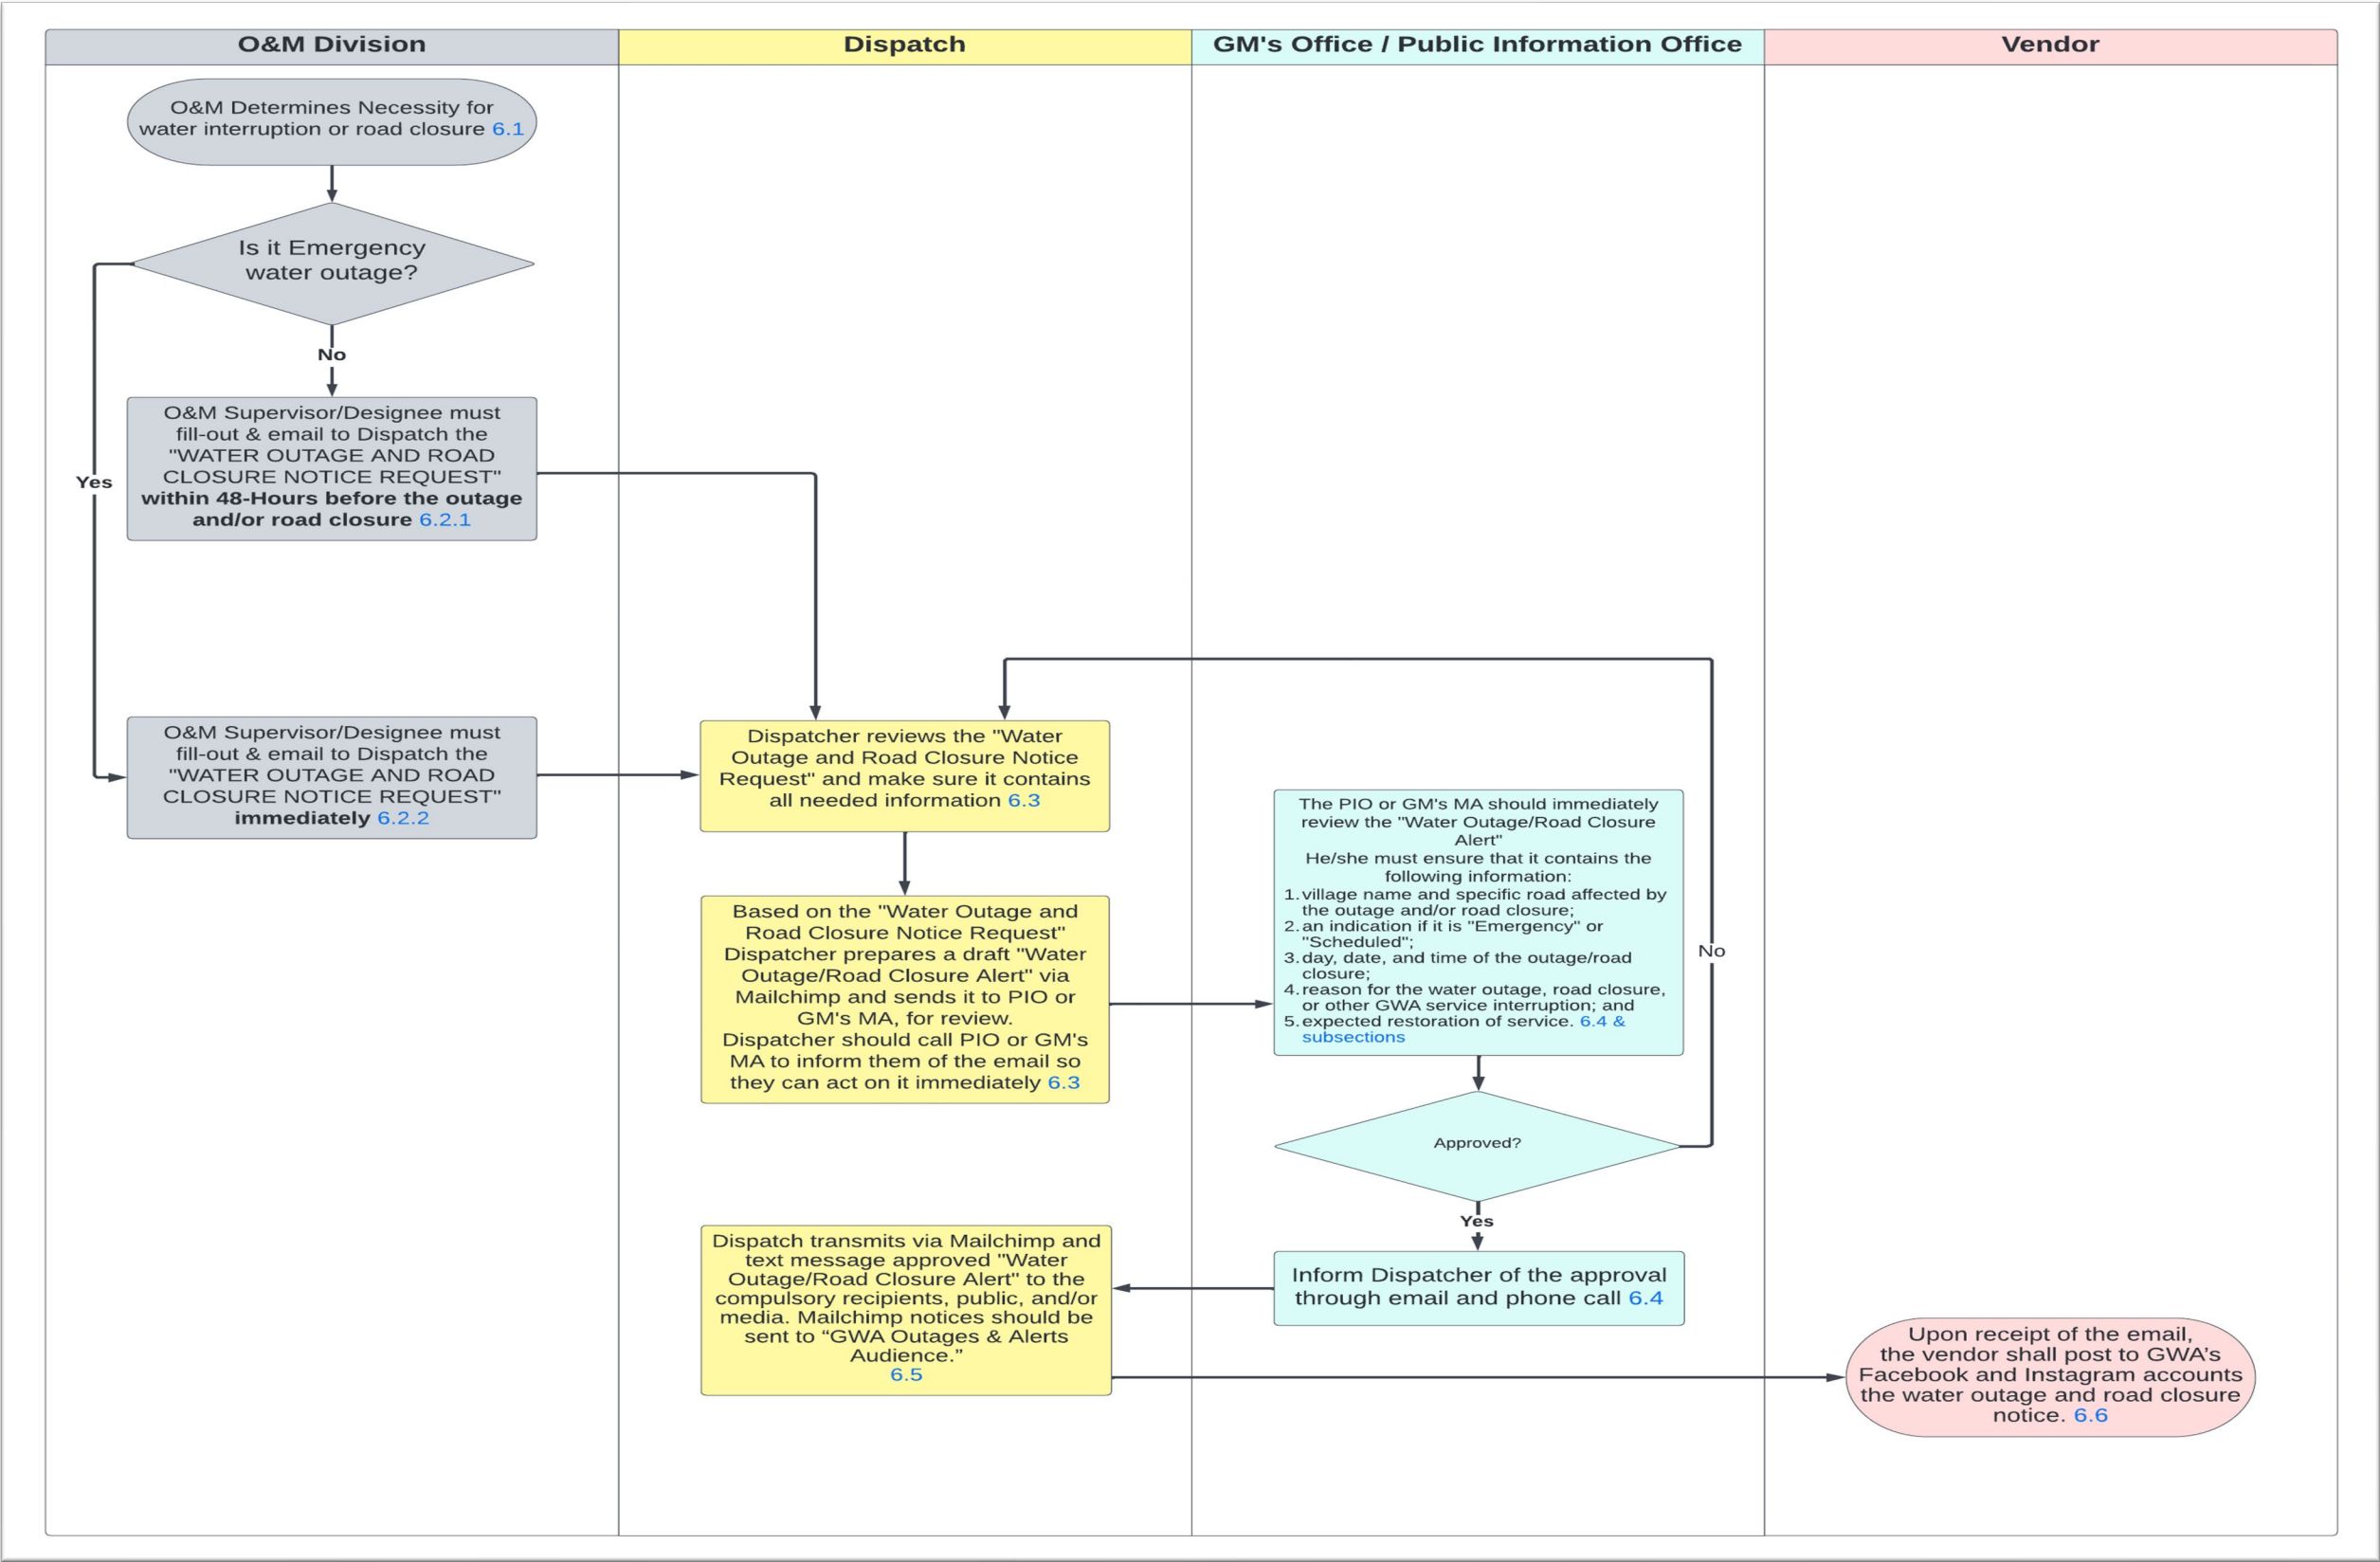 O&M Division
Dispatch
GM's Office / Public Information Office
Vendor
O&M Determines Necessity for
water interruption or road closure 6.1
Is it Emergency
water outage?
No
Yes
O&M Supervisor/Designee must
fill-out & email to Dispatch the
"WATER OUTAGE AND ROAD
CLOSURE NOTICE REQUEST"
within 48-Hours before the outage
and/or road closure 6.2.1
O&M Supervisor/Designee must
fill-out & email to Dispatch the
"WATER OUTAGE AND ROAD
CLOSURE NOTICE REQUEST"
immediately 6.2.2
Dispatcher reviews the "Water
Outage and Road Closure Notice
Request" and make sure it contains
all needed information 6.3
Based on the "Water Outage and
Road Closure Notice Request"
Dispatcher prepares a draft "Water
Outage/Road Closure Alert" via
Mailchimp and sends it to PIO or
GM's MA, for review.
Dispatcher should call PIO or GM's
MA to inform them of the email so
they can act on it immediately 6.3
The PIO or GM's MA should immediately
review the "Water Outage/Road Closure
Alert"
He/she must ensure that it contains the
following information:
1. village name and specific road affected by
the outage and/or road closure;
2. an indication if it is "Emergency" or
"Scheduled";
3. day, date, and time of the outage/road
closure;
4. reason for the water outage, road closure,
or other GWA service interruption; and
5. expected restoration of service. 6.4 &
subsections
No
Approved?
Yes
Inform Dispatcher of the approval
through email and phone call 6.4
Dispatch transmits via Mailchimp and
text message approved "Water
Outage/Road Closure Alert" to the
compulsory recipients, public, and/or
media. Mailchimp notices should be
sent to “GWA Outages & Alerts
Audience.”
6.5
Upon receipt of the email,
the vendor shall post to GWA’s
Facebook and Instagram accounts
the water outage and road closure
notice. 6.6